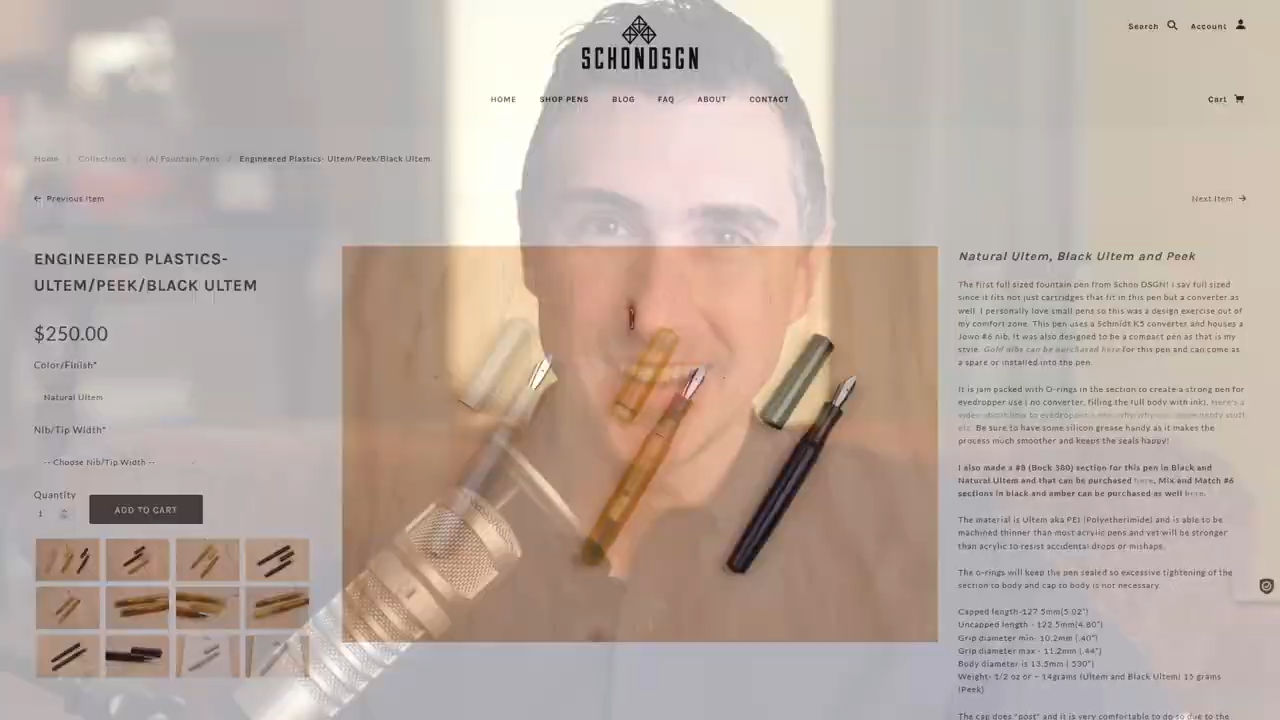 SCHONDSGN
Search
Account
HOME
SHOP PENS
BLOG
FAQ
ABOUT
CONTACT
Cart
Home / Collections / (A) Fountain Pens / Engineered Plastics- Ultem/Peek/Black Ultem
← Previous Item
Next Item →
ENGINEERED PLASTICS-
ULTEM/PEEK/BLACK ULTEM
$250.00
Color/Finish*
Natural Ultem
Nib/Tip Width*
-- Choose Nib/Tip Width --
Quantity
1
ADD TO CART
Natural Ultem, Black Ultem and Peek
The first full sized fountain pen from Schon DSGN! I say full sized
since it fits not just cartridges that fit in this pen but a converter as
well. I personally love small pens so this was a design exercise out of
my comfort zone. This pen uses a Schmidt K5 converter and houses a
Jowo #6 nib. It was also designed to be a compact pen as that is my
style. Gold nibs can be purchased here for this pen and can come as
a spare or installed into the pen.
It is jam packed with O-rings in the section to create a strong pen for
eyedropper use ( no converter, filling the full body with ink). Here's a
video about how to eyedropper a pen, why
etc. Be sure to have some silicon grease handy as it makes the
process much smoother and keeps the seals happy!
I also made a #8 (Bock 380) section for this pen in Black and
Natural Ultem and that can be purchased here. Mix and Match #6
sections in black and amber can be purchased as well here.
The material is Ultem aka PEI (Polyetherimide) and is able to be
machined thinner than most acrylic pens and yet will be stronger
than acrylic to resist accidental drops or mishaps.
The o-rings will keep the pen sealed so excessive tightening of the
section to body and cap to body is not necessary.
Capped length-127.5mm(5.02")
Uncapped length - 122.5mm(4.80")
Grip diameter min- 10.2mm (.40")
Grip diameter max - 11.2mm (.44")
Body diameter is 13.5mm (.530")
Weight- 1/2 oz or ~ 14grams (Ultem and Black Ultem) 15 grams
(Peek)
The cap does "post" and it is very comfortable to do so due to the